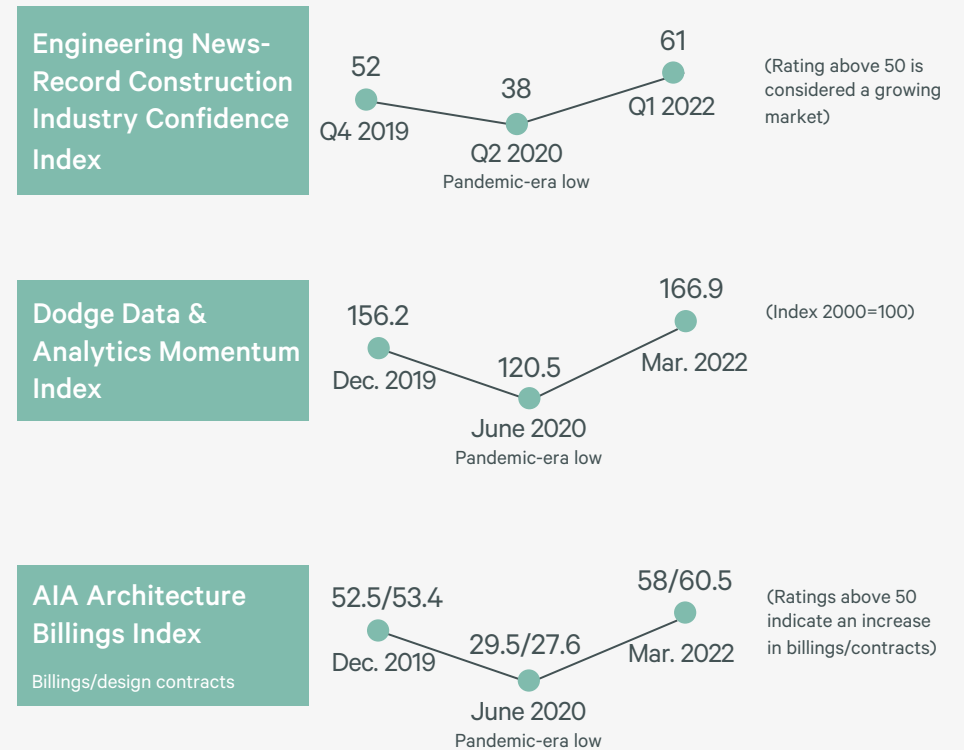 Engineering News-
Record Construction
Industry Confidence
Index
52
Q4 2019
38
Q2 2020
Pandemic-era low
61
Q1 2022
(Rating above 50 is
considered a growing
market)
Dodge Data &
Analytics Momentum
Index
156.2
Dec. 2019
120.5
June 2020
Pandemic-era low
166.9
Mar. 2022
(Index 2000=100)
AIA Architecture
Billings Index
Billings/design contracts
52.5/53.4
Dec. 2019
29.5/27.6
June 2020
Pandemic-era low
58/60.5
Mar. 2022
(Ratings above 50
indicate an increase
in billings/contracts)